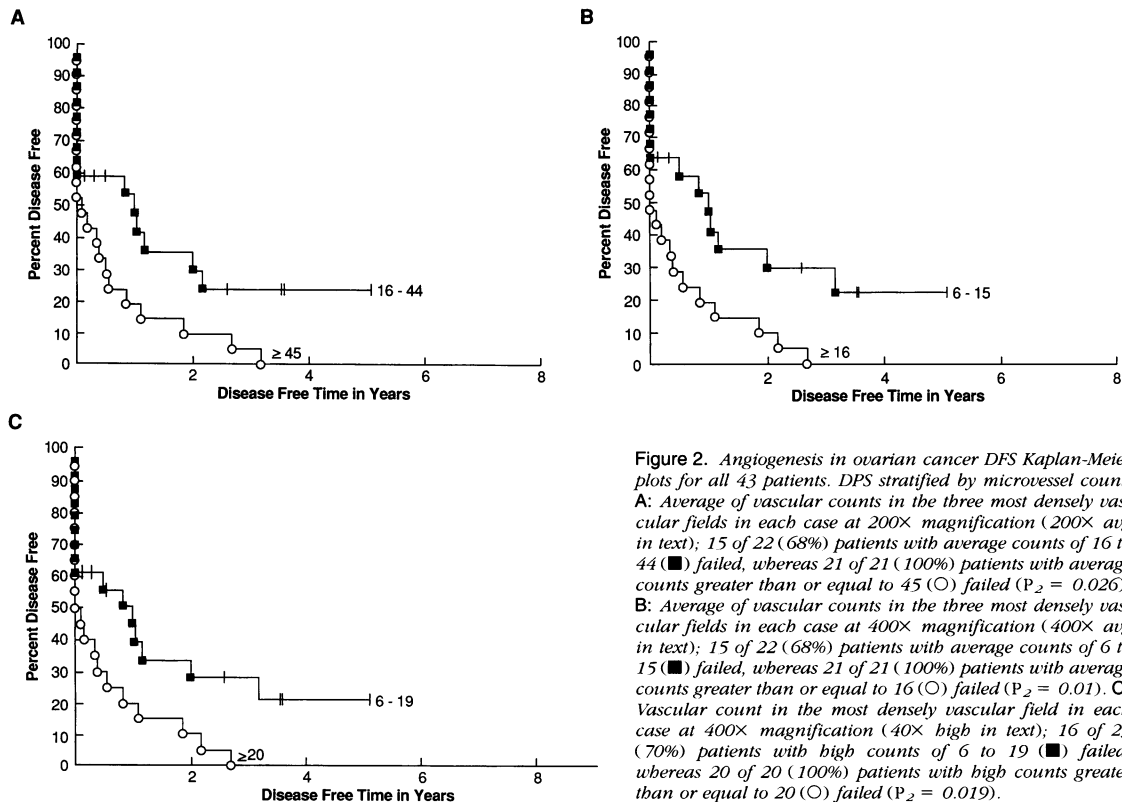 A
100
90
80
70
60
50
40
30
20
10
0
Percent Disease Free
16 - 44
≥ 45
2
4
6
8
Disease Free Time in Years
B
100
90
80
70
60
50
40
30
20
10
0
Percent Disease Free
6 - 15
≥ 16
2
4
6
8
Disease Free Time in Years
C
100
90
80
70
60
50
40
30
20
10
0
Percent Disease Free
6 - 19
≥20
2
4
6
8
Disease Free Time in Years
Figure 2. Angiogenesis in ovarian cancer DFS Kaplan-Meie
plots for all 43 patients. DPS stratified by microvessel coun
A: Average of vascular counts in the three most densely vas
cular fields in each case at 200× magnification (200× av
in text); 15 of 22 (68%) patients with average counts of 16 t
44 (■) failed, whereas 21 of 21 (100%) patients with averag
counts greater than or equal to 45 (○) failed (P₂ = 0.026)
B: Average of vascular counts in the three most densely vas
cular fields in each case at 400× magnification (400× av
in text); 15 of 22 (68%) patients with average counts of 6 t
15 (■) failed, whereas 21 of 21 (100%) patients with averag
counts greater than or equal to 16 (○) failed (P₂ = 0.01). C
Vascular count in the most densely vascular field in eac
case at 400× magnification (40× high in text); 16 of 2
(70%) patients with high counts of 6 to 19 (■) failed
whereas 20 of 20 (100%) patients with high counts greate
than or equal to 20 (○) failed (P₂ = 0.019).